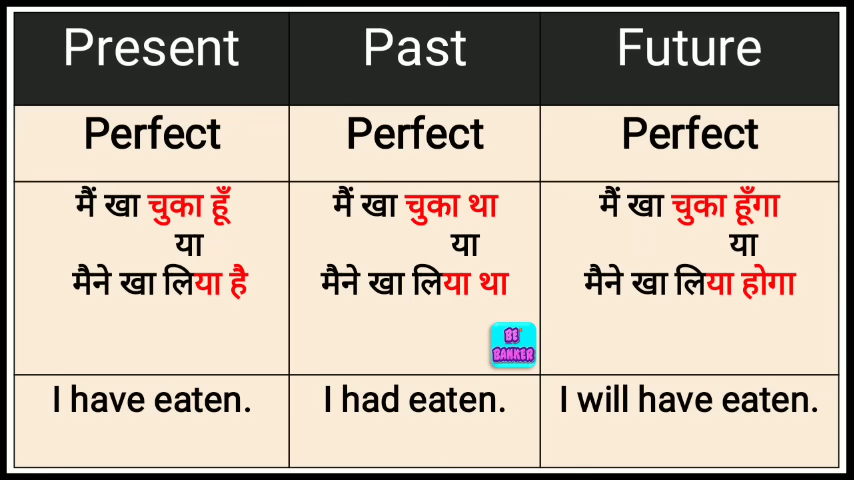 Present Past Future
Perfect Perfect Perfect
मैं खा चुका हूँ मैं खा चुका था मैं खा चुका हूँगा
या या या
मैने खा लिया है मैने खा लिया था मैने खा लिया होगा
BE
BANKER
I have eaten. I had eaten. I will have eaten.